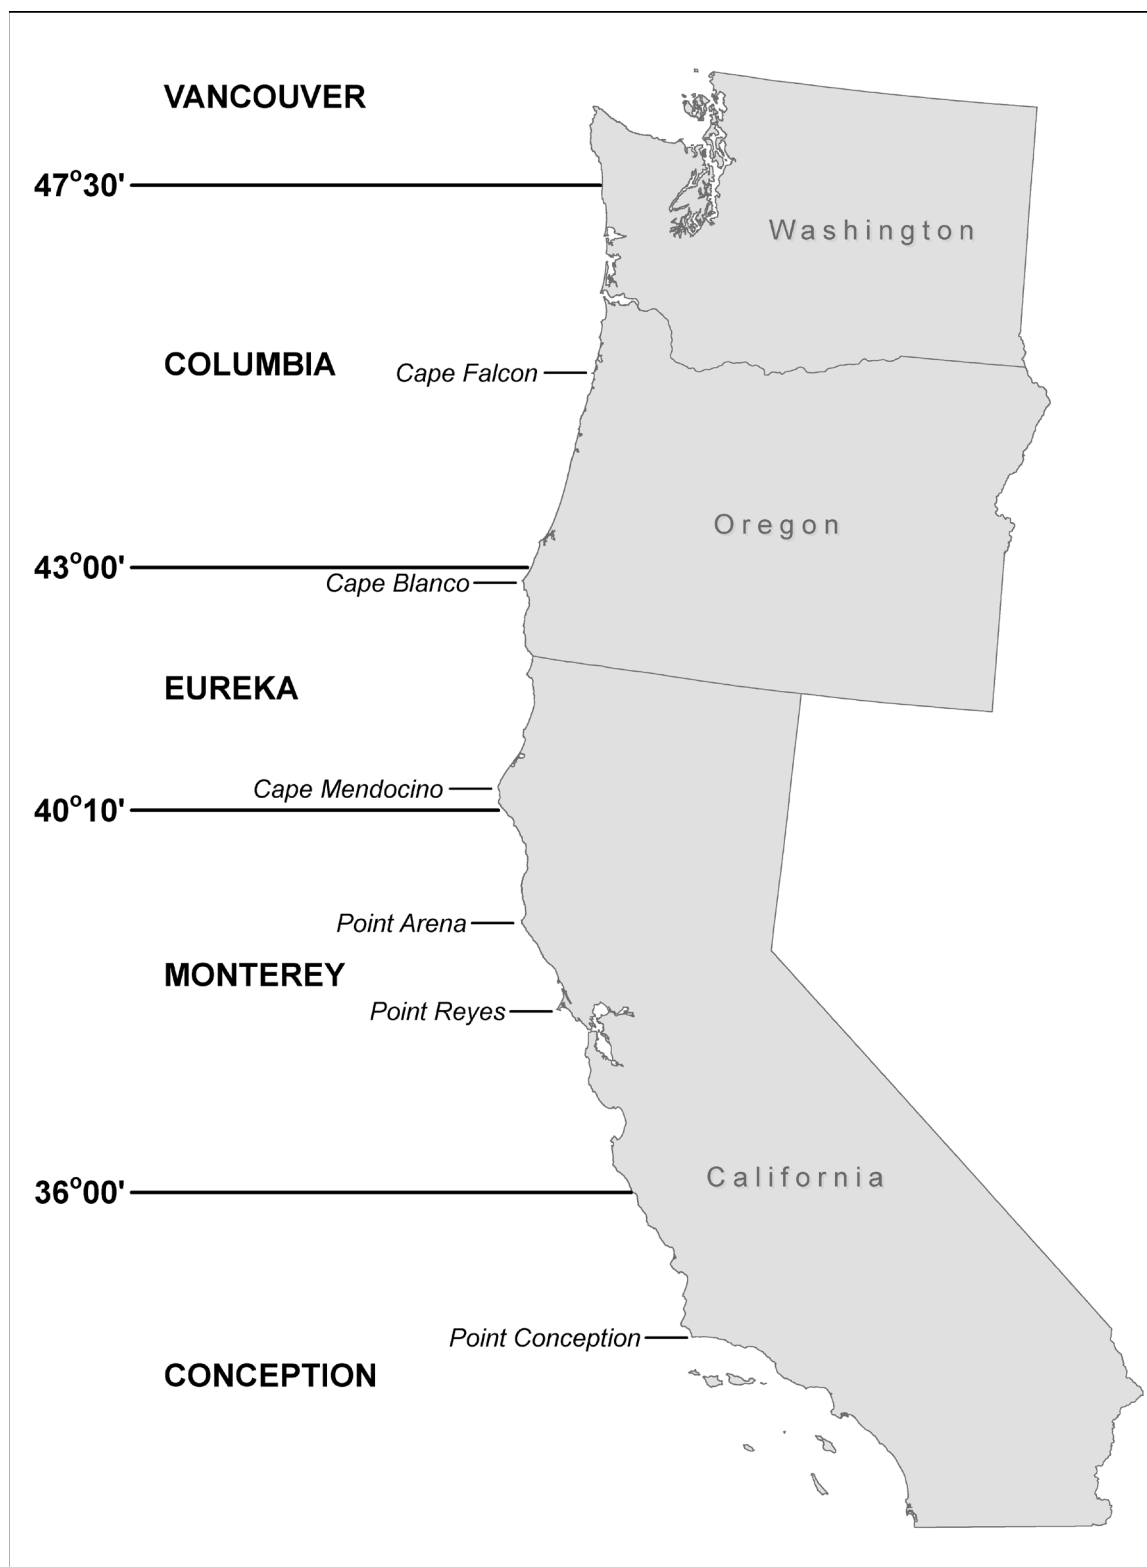 VANCOUVER
47°30'
Washington
COLUMBIA
Cape Falcon
Oregon
43°00'
Cape Blanco
EUREKA
Cape Mendocino
40°10'
Point Arena
MONTEREY
Point Reyes
California
36°00'
Point Conception
CONCEPTION